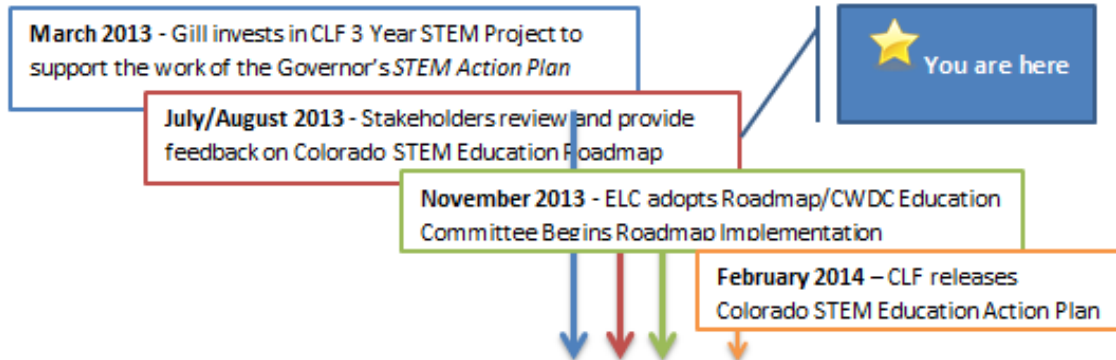 March 2013 - Gill invests in CLF 3 Year STEM Project to
support the work of the Governor's STEM Action Plan
You are here
July/August 2013 - Stakeholders review and provide
feedback on Colorado STEM Education Roadmap
November 2013 - ELC adopts Roadmap/CWDC Education
Committee Begins Roadmap Implementation
February 2014 – CLF releases
Colorado STEM Education Action Plan